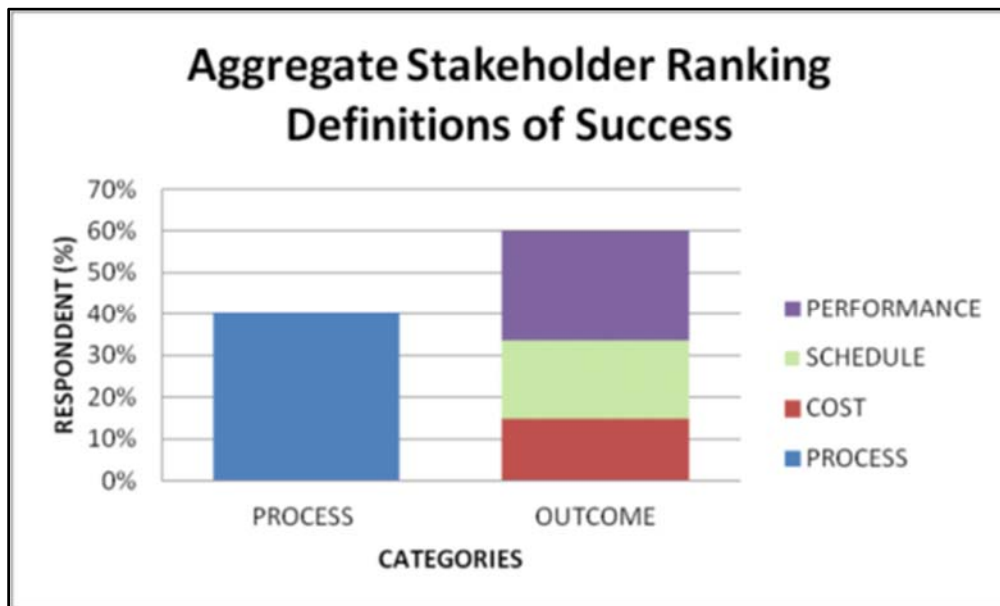 Aggregate Stakeholder Ranking
Definitions of Success
RESPONDENT (%)
70%
60%
50%
40%
30%
20%
10%
0%
PROCESS
OUTCOME
CATEGORIES
PERFORMANCE
SCHEDULE
COST
PROCESS